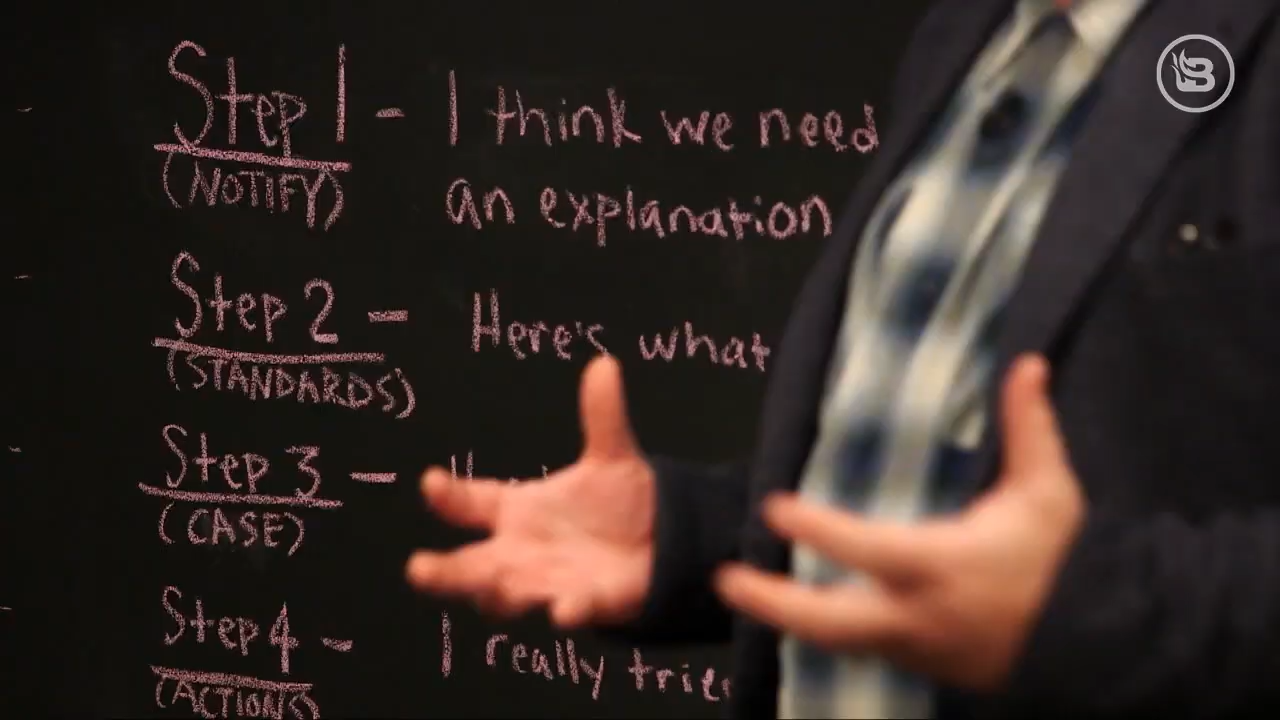 Step 1 - I think we need
(NOTIFY) an explanation
Step 2 - Here's what
(STANDARDS)
Step 3 -
(CASE)
Step 4 - I really
(ACTIONS
B